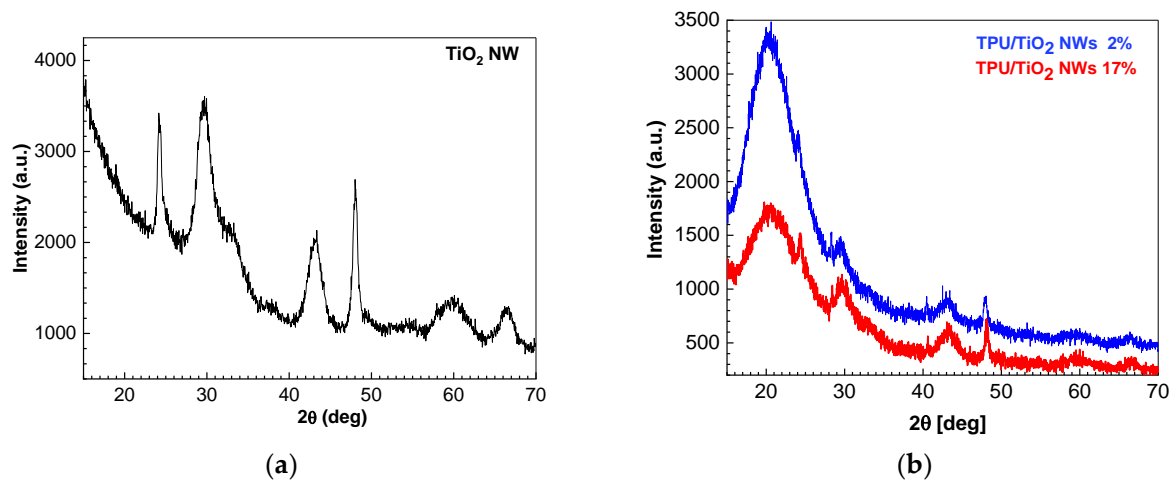 TiO2 NW
4000
3000
2000
1000
Intensity (a.u.)
20 30 40 50 60 70
2θ (deg)
(a)
TPU/TiO2 NWs 2%
TPU/TiO2 NWs 17%
3500
3000
2500
2000
1500
1000
500
Intensity (a.u.)
20 30 40 50 60 70
2θ [deg]
(b)